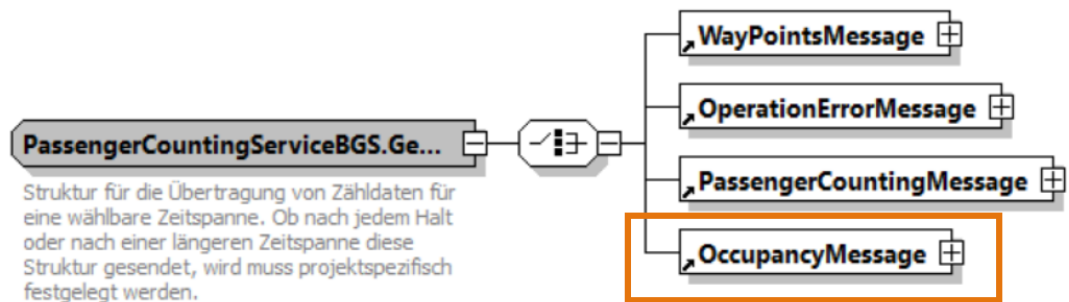 WayPointsMessage
OperationErrorMessage
PassengerCountingServiceBGS.Ge...
PassengerCountingMessage
OccupancyMessage
Struktur für die Übertragung von Zähldaten für
eine wählbare Zeitspanne. Ob nach jedem Halt
oder nach einer längeren Zeitspanne diese
Struktur gesendet, wird muss projektspezifisch
festgelegt werden.